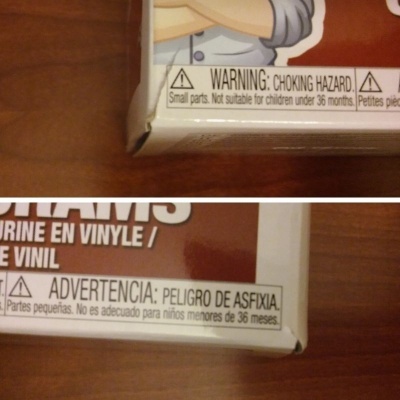 WARNING: CHOKING HAZARD.
Small parts. Not suitable for children under 36 months.
Petites
RAMS
URINE EN VINYLE /
E VINIL
ADVERTENCIA: PELIGRO DE ASFIXIA.
Partes pequeñas. No es adecuado para niños menores de 36 meses.